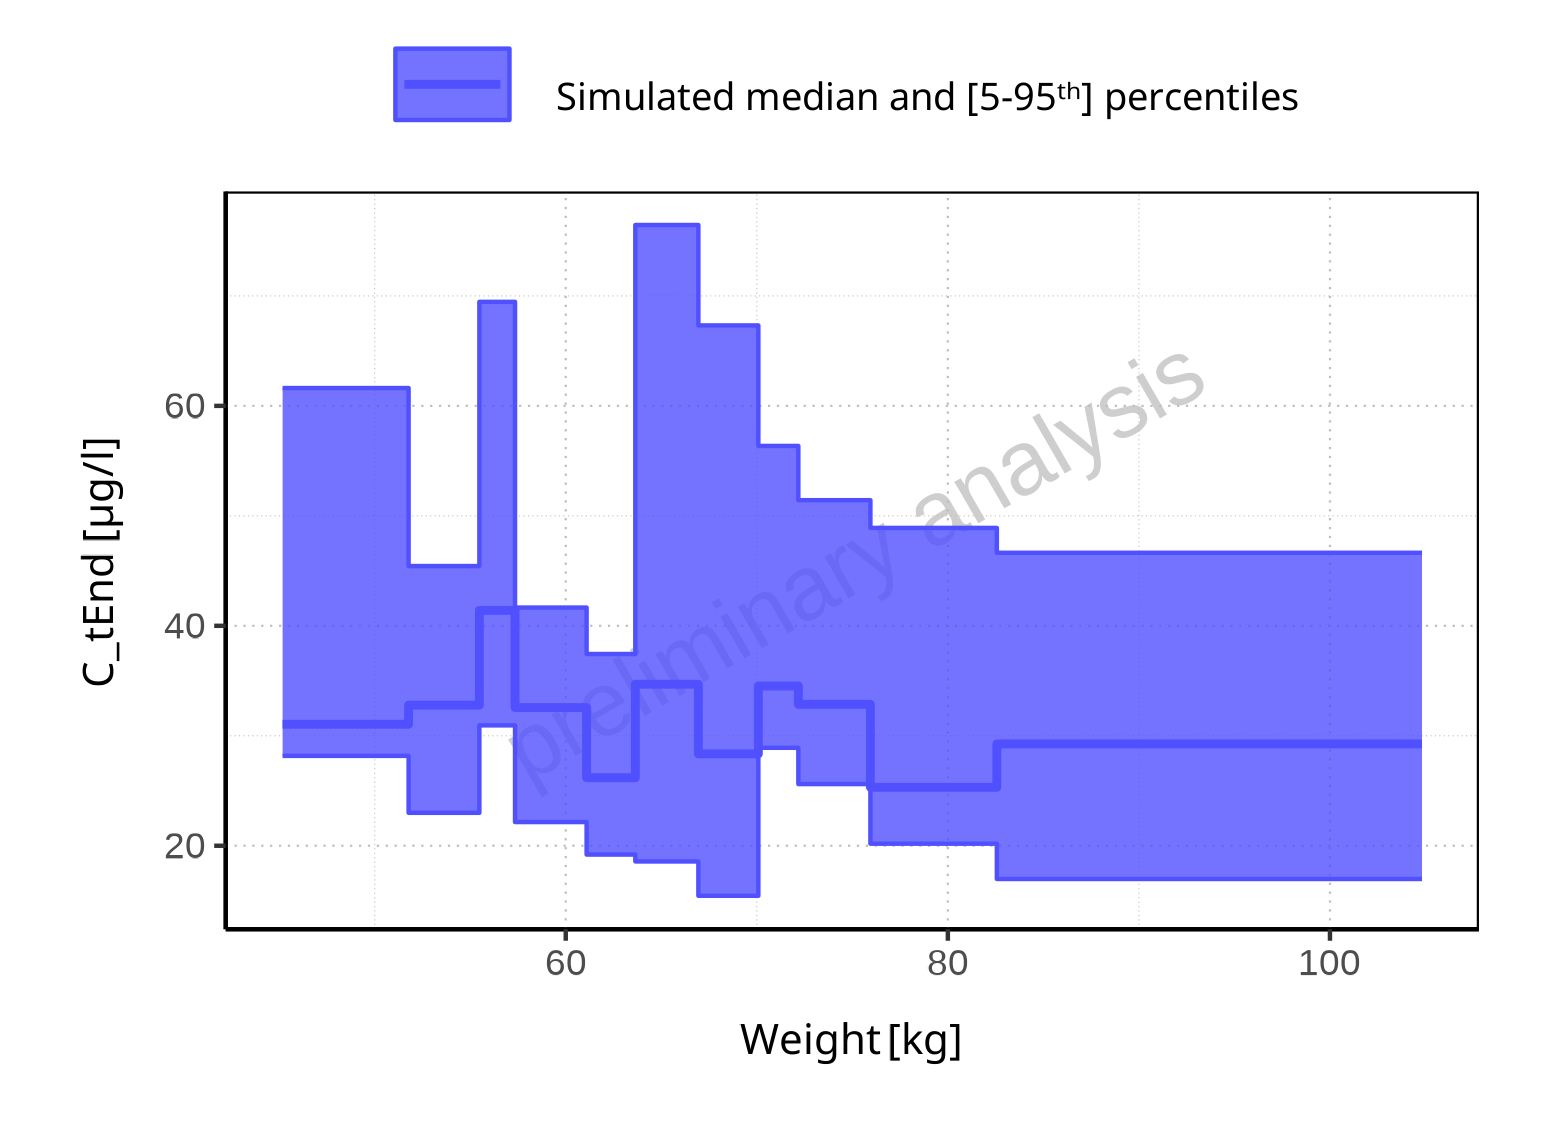 Simulated median and [5-95ᵗʰ] percentiles
C_tEnd [µg/l]
60
40
20
preliminary analysis
60 80 100
Weight [kg]